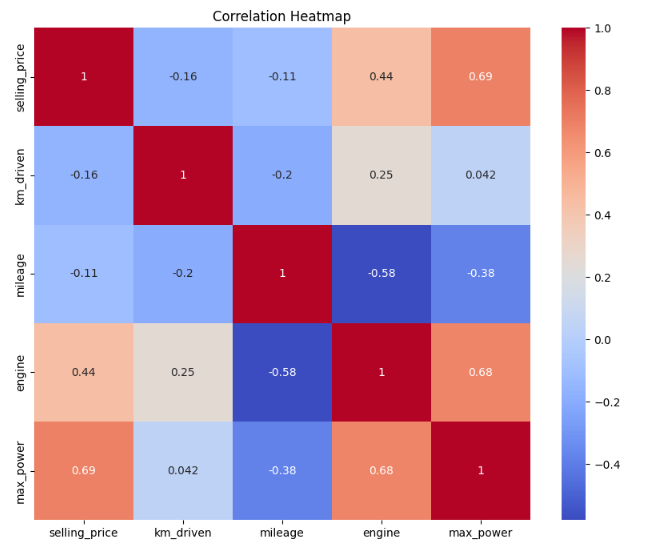 Correlation Heatmap
selling_price 1 -0.16 -0.11 0.44 0.69
km_driven -0.16 1 -0.2 0.25 0.042
mileage -0.11 -0.2 1 -0.58 -0.38
engine 0.44 0.25 -0.58 1 0.68
max_power 0.69 0.042 -0.38 0.68 1
selling_price km_driven mileage engine max_power
1.0
0.8
0.6
0.4
0.2
0.0
−0.2
−0.4